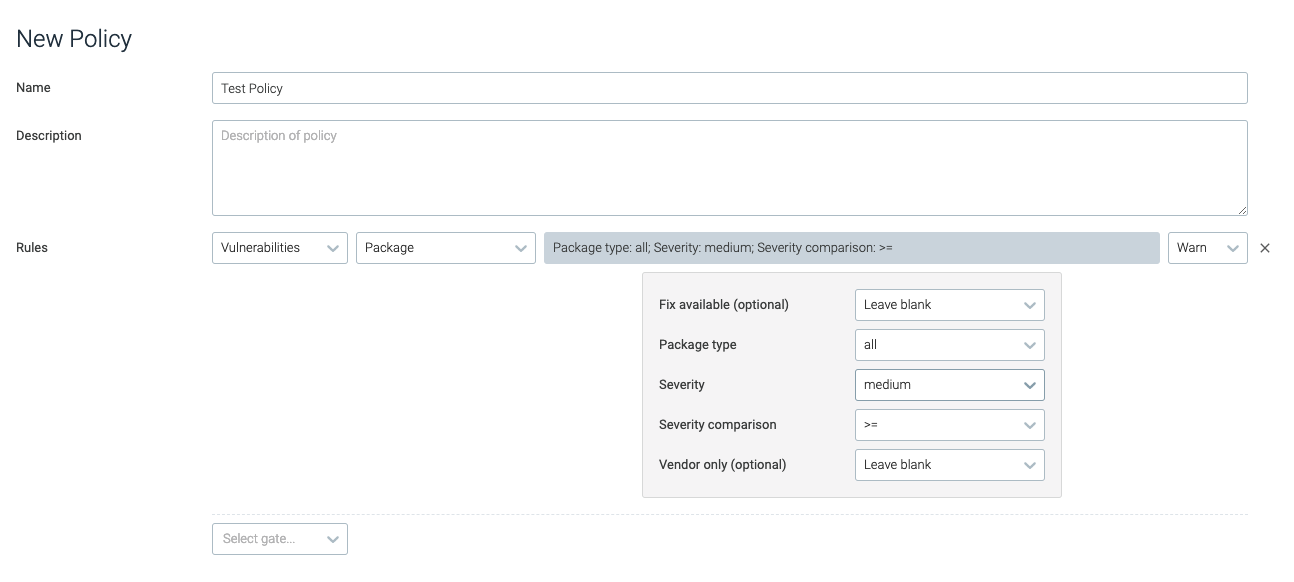 New Policy
Name
Test Policy
Description
Description of policy
Rules
Vulnerabilities
Package
Package type: all; Severity: medium; Severity comparison: >=
Warn
Fix available (optional)
Leave blank
Package type
all
Severity
medium
Severity comparison
>=
Vendor only (optional)
Leave blank
Select gate...